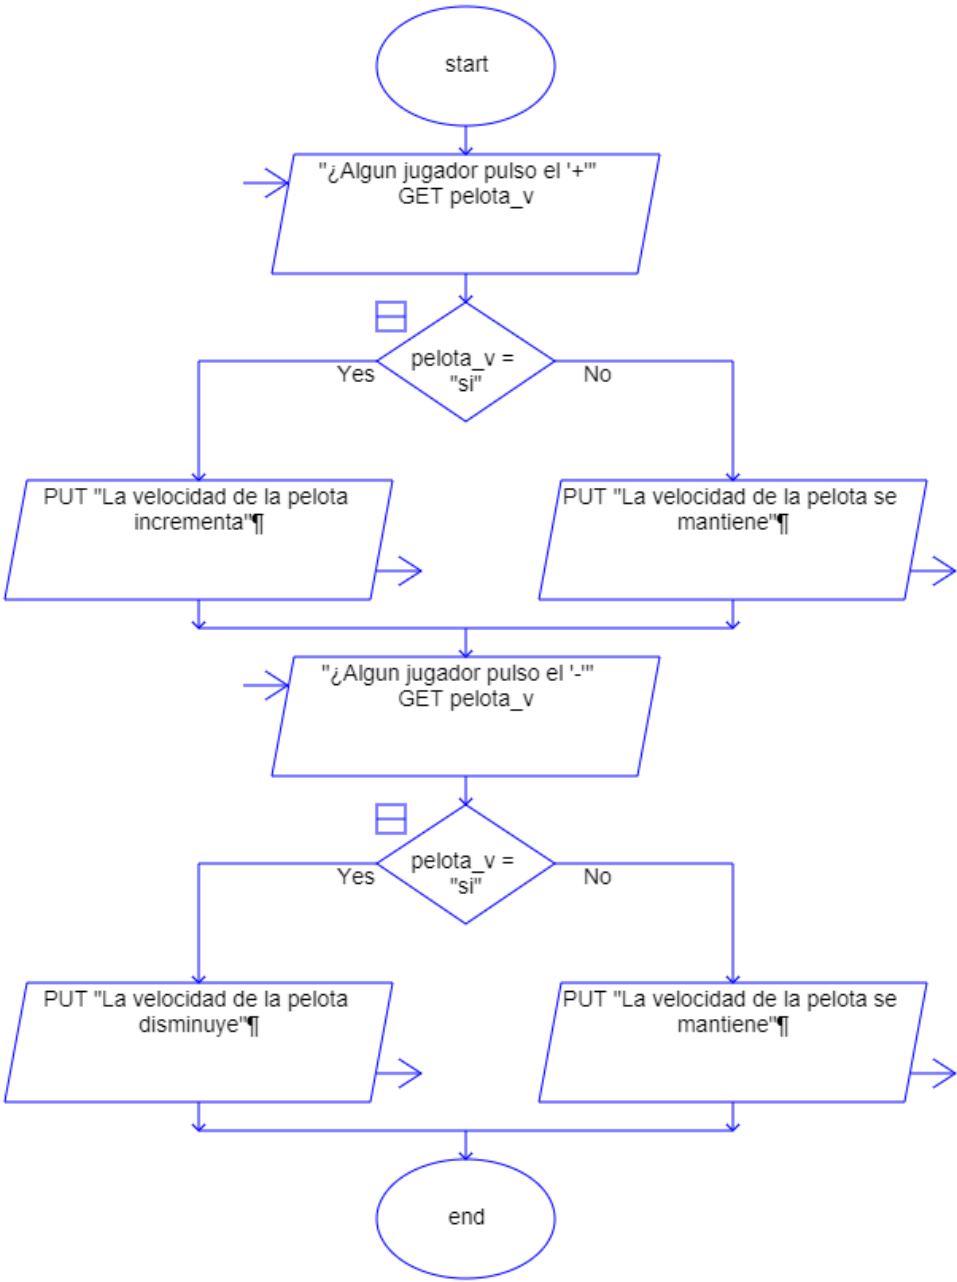 start
"¿Algun jugador pulso el '+'"
GET pelota_v
pelota_v =
"si"
Yes
No
PUT "La velocidad de la pelota
incrementa"¶
PUT "La velocidad de la pelota se
mantiene"¶
"¿Algun jugador pulso el '-'"
GET pelota_v
pelota_v =
"si"
Yes
No
PUT "La velocidad de la pelota
disminuye"¶
PUT "La velocidad de la pelota se
mantiene"¶
end